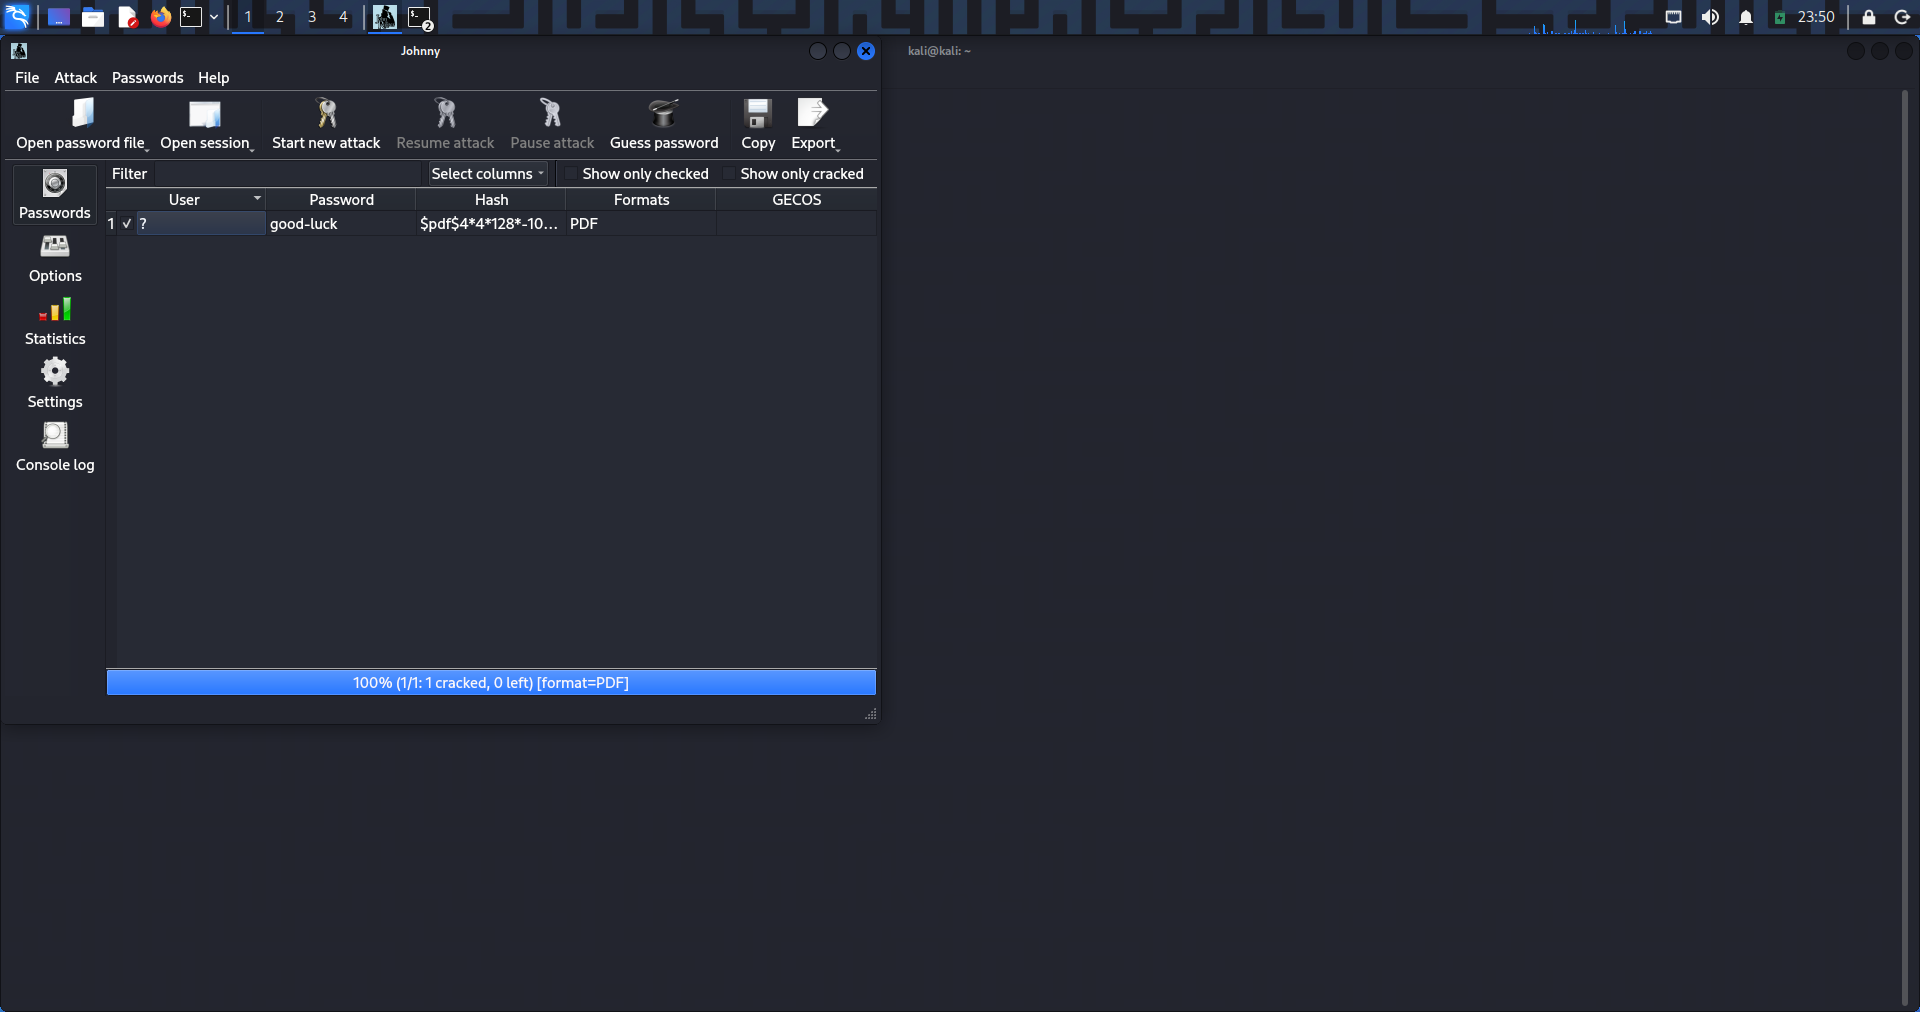 1 2 3 4 2 23:50
Johnny
kali@kali: ~
File Attack Passwords Help
Open password file Open session Start new attack Resume attack Pause attack Guess password Copy Export
Filter Select columns Show only checked Show only cracked
Passwords
User Password Hash Formats GECOS
1 ? good-luck $pdf$4*4*128*-10... PDF
Options
Statistics
Settings
Console log
100% (1/1: 1 cracked, 0 left) [format=PDF]